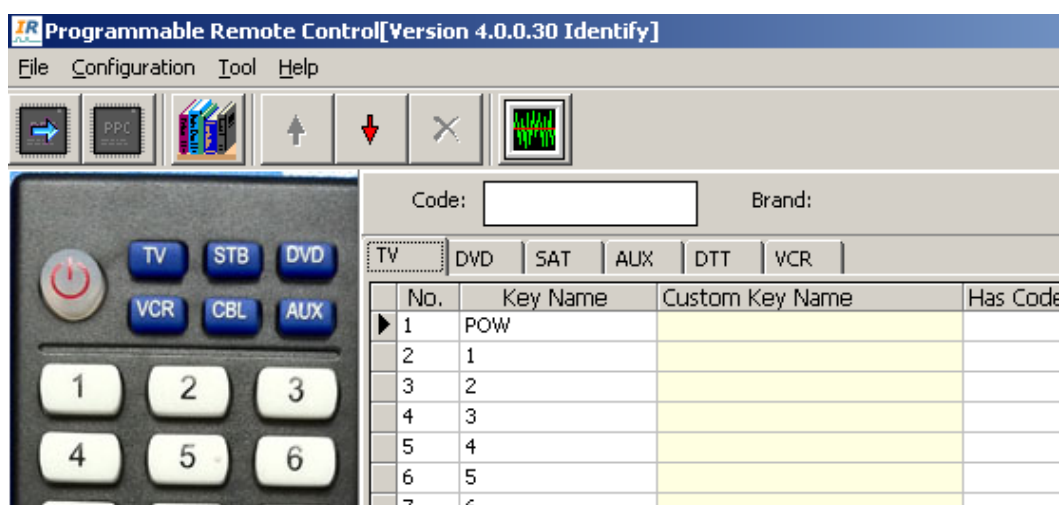 IR Programmable Remote Control[Version 4.0.0.30 Identify]
File Configuration Tool Help
PPC
Code: Brand:
TV STB DVD
VCR CBL AUX
1 2 3
4 5 6
TV DVD SAT AUX DTT VCR
No. Key Name Custom Key Name Has Code
1 POW
2 1
3 2
4 3
5 4
6 5